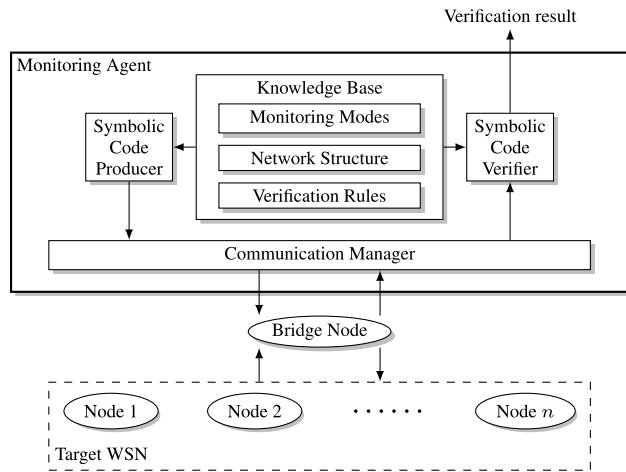 Verification result
Monitoring Agent
Knowledge Base
Monitoring Modes
Network Structure
Verification Rules
Symbolic
Code
Producer
Symbolic
Code
Verifier
Communication Manager
Bridge Node
Node 1
Node 2
......
Node n
Target WSN